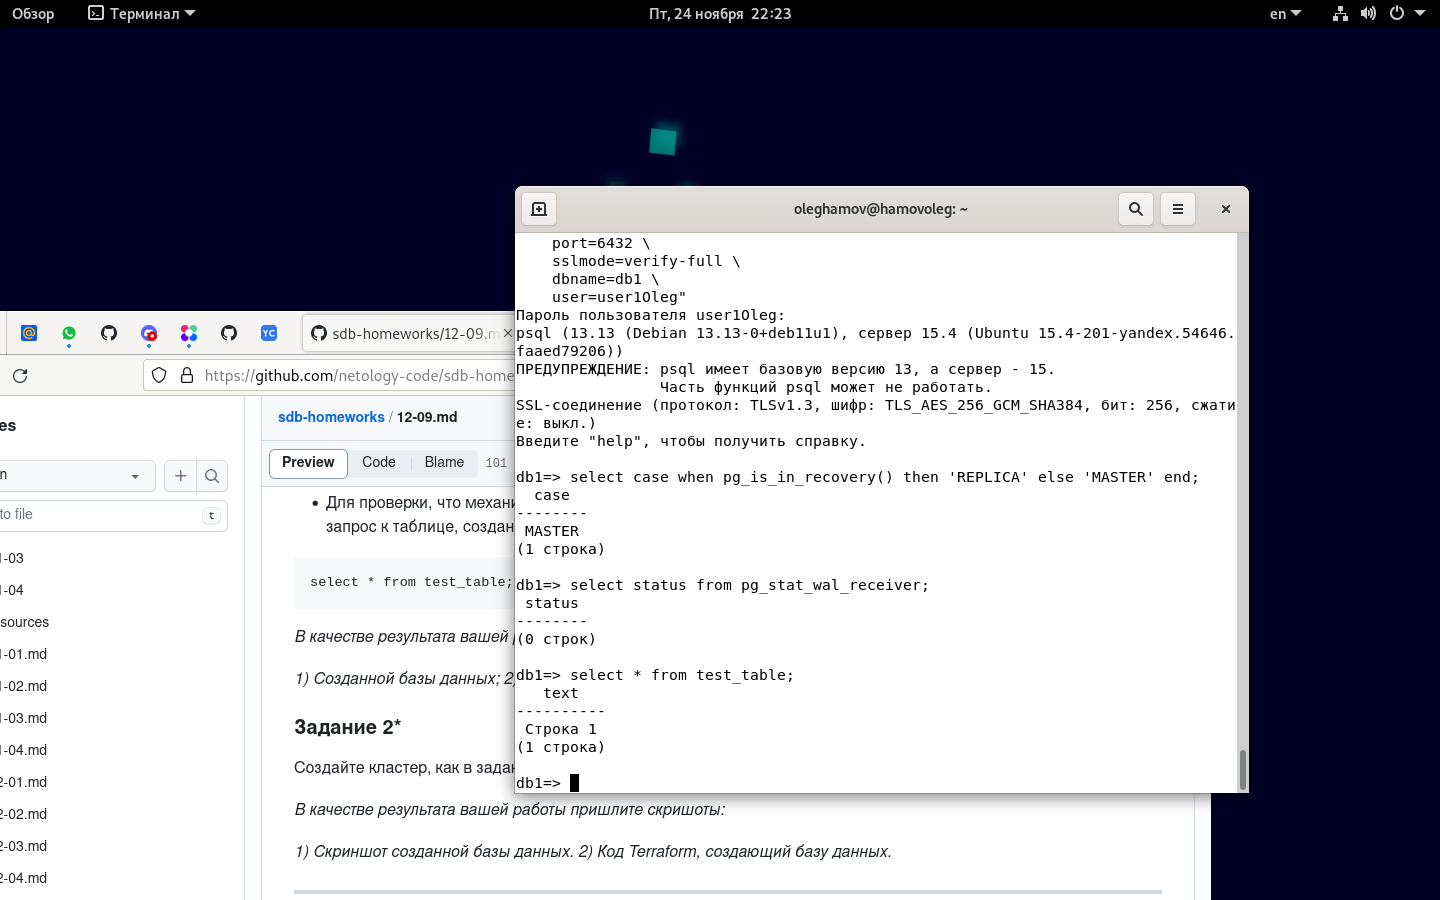 Обзор
Терминал
Пт, 24 ноября 22:23
en
oleghamov@hamovoleg: ~
port=6432 \
sslmode=verify-full \
dbname=db1 \
user=user1Oleg"
Пароль пользователя user1Oleg:
psql (13.13 (Debian 13.13-0+deb11u1), сервер 15.4 (Ubuntu 15.4-201-yandex.54646.
faaed79206))
ПРЕДУПРЕЖДЕНИЕ: psql имеет базовую версию 13, а сервер - 15.
Часть функций psql может не работать.
SSL-соединение (протокол: TLSv1.3, шифр: TLS_AES_256_GCM_SHA384, бит: 256, сжати
е: выкл.)
Введите "help", чтобы получить справку.
db1=> select case when pg_is_in_recovery() then 'REPLICA' else 'MASTER' end;
case
--------
MASTER
(1 строка)
db1=> select status from pg_stat_wal_receiver;
status
--------
(0 строк)
db1=> select * from test_table;
text
----------
Строка 1
(1 строка)
db1=>
YC
sdb-homeworks/12-09.m
https://github.com/netology-code/sdb-home
es
n
to file
t
1-03
1-04
sources
1-01.md
1-02.md
1-03.md
1-04.md
2-01.md
2-02.md
2-03.md
2-04.md
sdb-homeworks / 12-09.md
Preview
Code
Blame
101
• Для проверки, что механи
запрос к таблице, создан
select * from test_table;
В качестве результата вашей
1) Созданной базы данных; 2)
Задание 2*
Создайте кластер, как в задан
В качестве результата вашей работы пришлите скришоты:
1) Скриншот созданной базы данных. 2) Код Terraform, создающий базу данных.